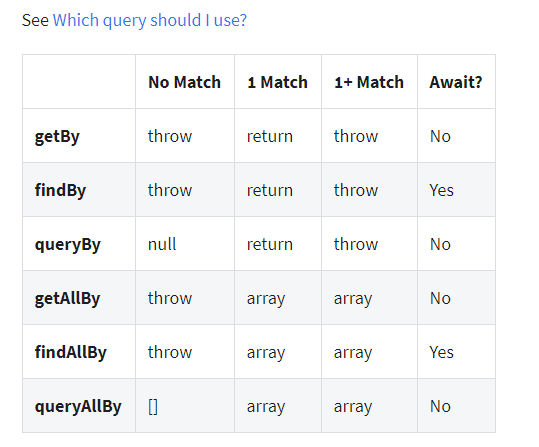 See Which query should I use?
No Match 1 Match 1+ Match Await?
getBy throw return throw No
findBy throw return throw Yes
queryBy null return throw No
getAllBy throw array array No
findAllBy throw array array Yes
queryAllBy [] array array No